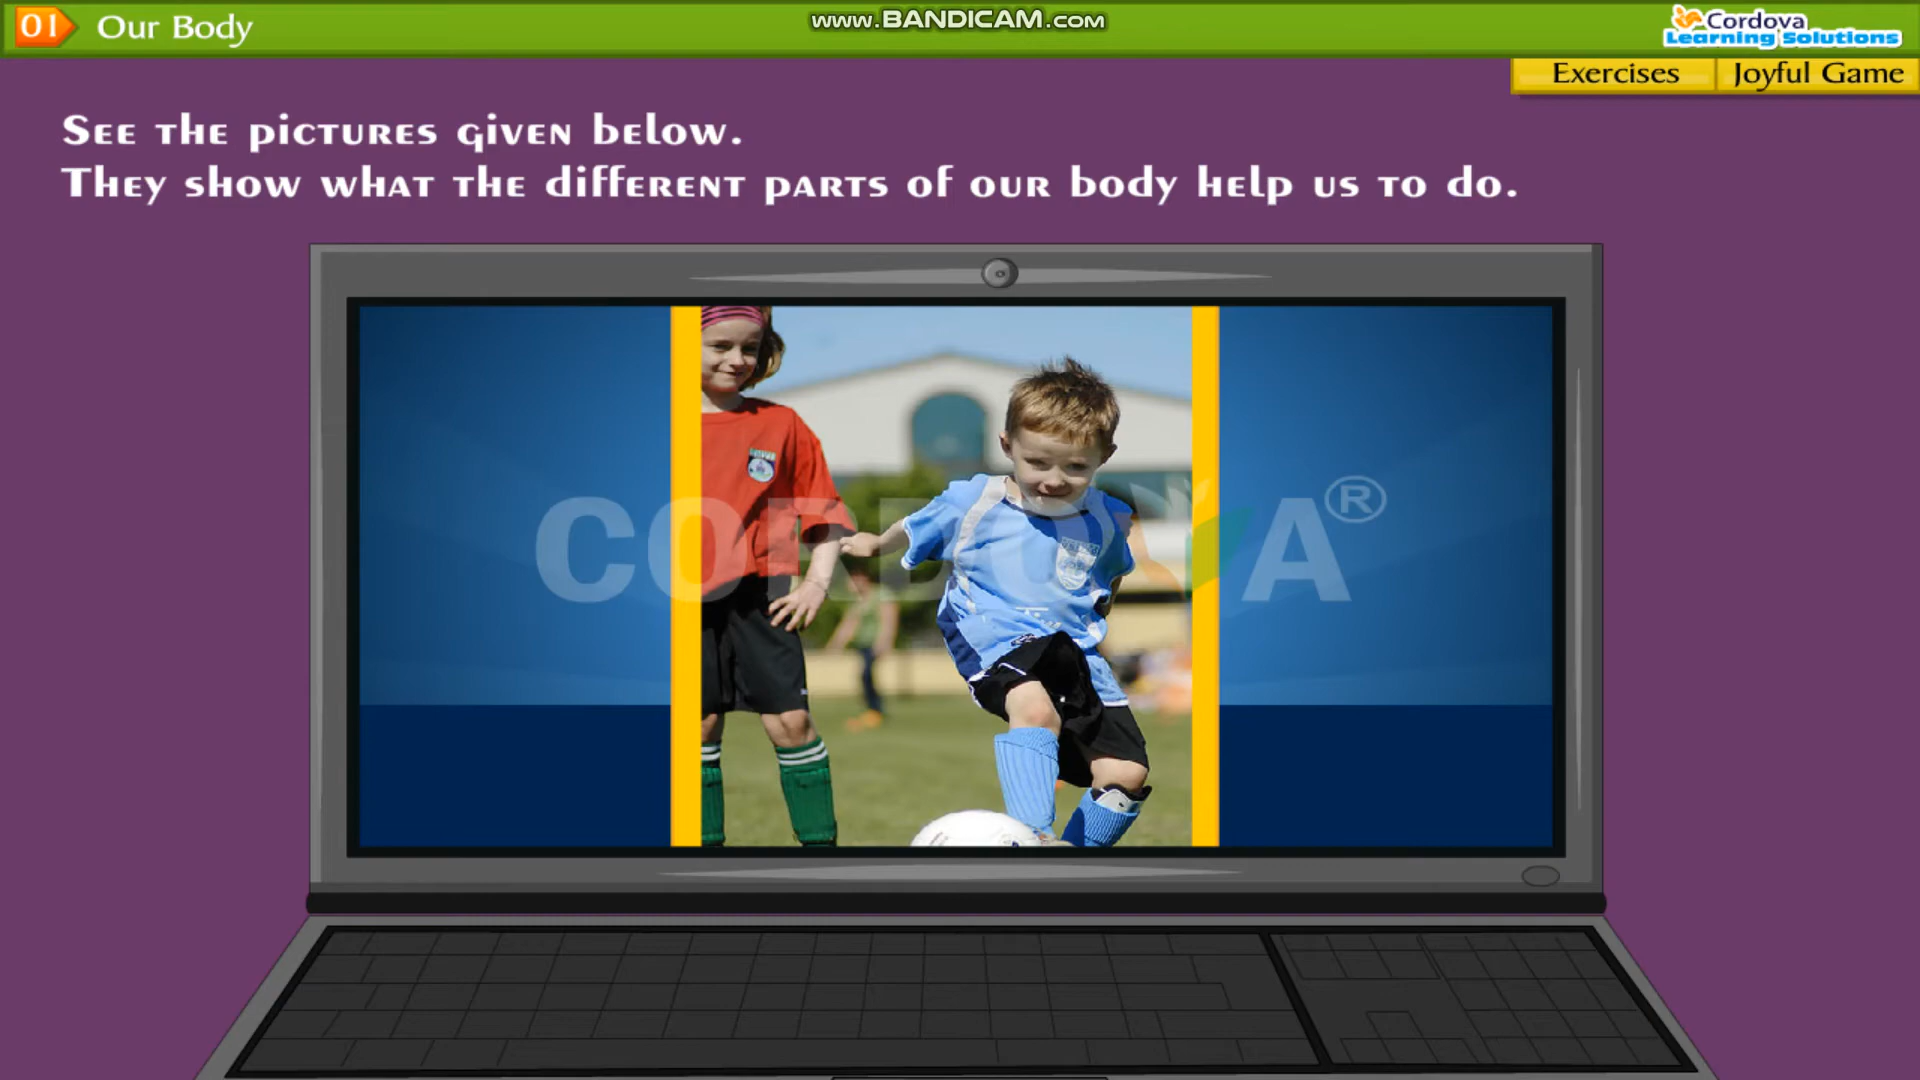 01 Our Body
www.BANDICAM.com
Cordova
Learning Solutions
Exercises
Joyful Game
See the pictures given below.
They show what the different parts of our body help us to do.
CORDOVA®